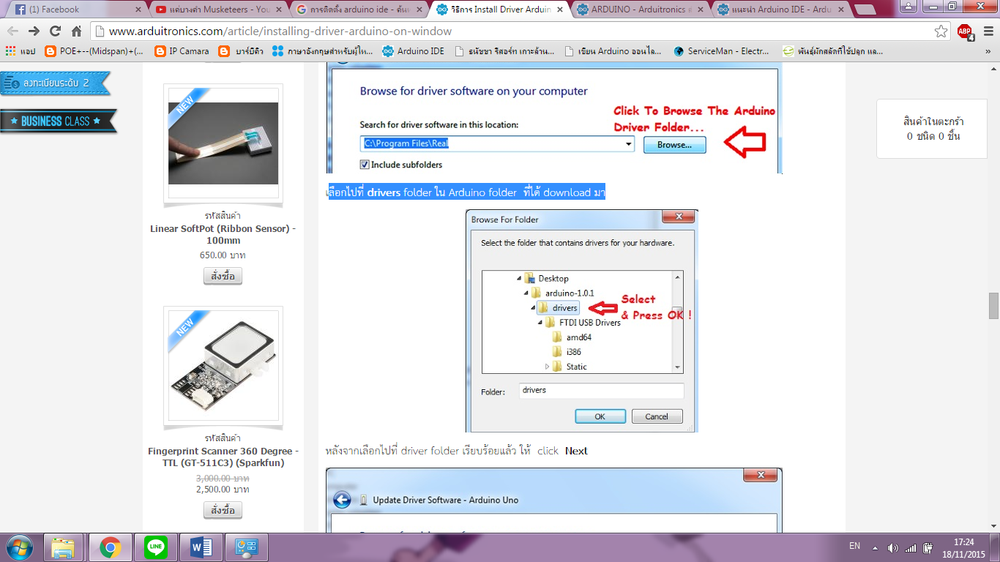 (1) Facebook
แค่บางคำ Musketeers - You
การติดตั้ง arduino ide - ค้นห
วิธีการ Install Driver Arduin
ARDUINO - Arduitronics ศ
แนะนำ Arduino IDE - Ardu
www.arduitronics.com/article/installing-driver-arduino-on-window
ABP
4
แอป
POE+--(Midspan)+(...
IP Camara
บาร์บีคิว
ภาษาอังกฤษสำหรับผู้ให...
Arduino IDE
ธนัชชา รีสอร์ท เกาะล้าน...
เขียน Arduino ออนไล...
ServiceMan - Electr...
พันธุ์ผักสลัดที่ใช้ปลูก แล...
»
ลงทะเบียนระดับ 2
BUSINESS CLASS
NEW
รหัสสินค้า
Linear SoftPot (Ribbon Sensor) -
100mm
650.00 บาท
สั่งซื้อ
NEW
รหัสสินค้า
Fingerprint Scanner 360 Degree -
TTL (GT-511C3) (Sparkfun)
3,000.00 บาท
2,500.00 บาท
สั่งซื้อ
Browse for driver software on your computer
Click To Browse The Arduino
Driver Folder...
Search for driver software in this location:
C:\Program Files\Real
Browse...
Include subfolders
เลือกไปที่ drivers folder ใน Arduino folder ที่ได้ download มา
Browse For Folder
Select the folder that contains drivers for your hardware.
Desktop
arduino-1.0.1
drivers
Select
& Press OK !
FTDI USB Drivers
amd64
i386
Static
Folder:
drivers
OK
Cancel
หลังจากเลือกไปที่ driver folder เรียบร้อยแล้ว ให้ click Next
Update Driver Software - Arduino Uno
สินค้าในตะกร้า
0 ชนิด 0 ชิ้น
EN
17:24
18/11/2015
LINE